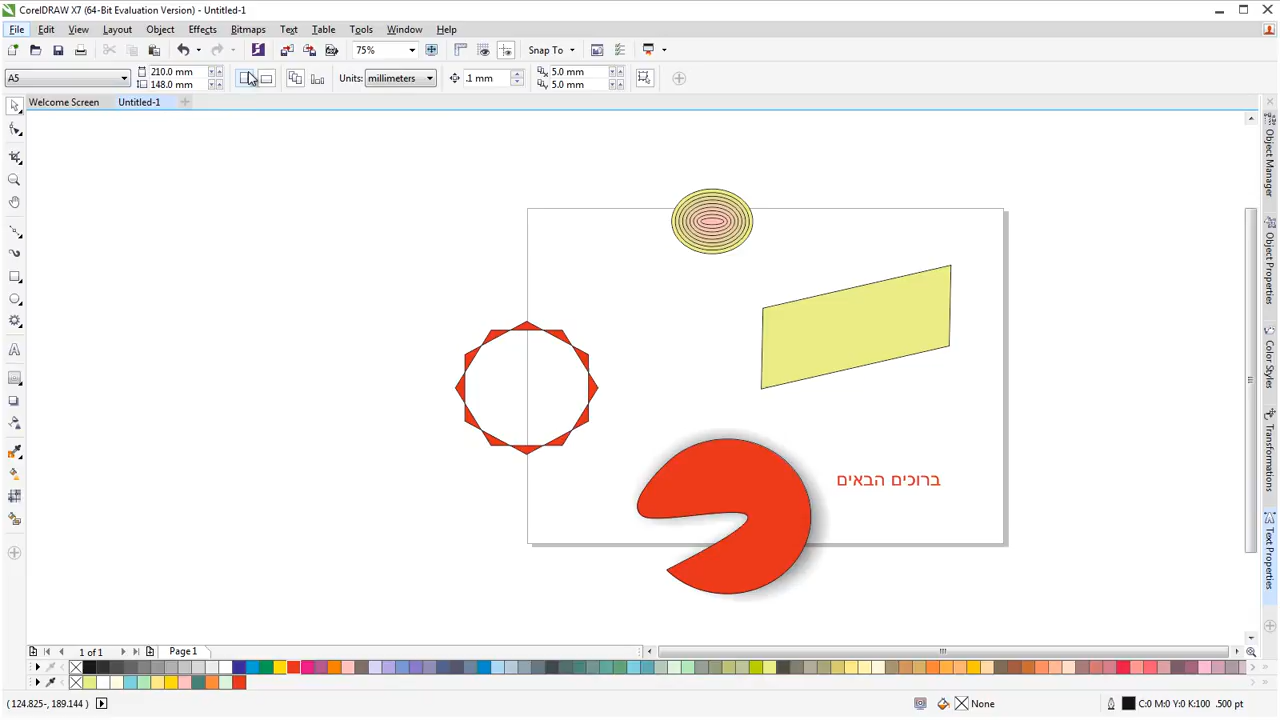 CorelDRAW X7 (64-Bit Evaluation Version) - Untitled-1
File Edit View Layout Object Effects Bitmaps Text Table Tools Window Help
75% Snap To
A5 210.0 mm 148.0 mm Units: millimeters .1 mm 5.0 mm 5.0 mm
Welcome Screen Untitled-1
Object Manager
Object Properties
Color Styles
Transformations
Text Properties
ברוכים הבאים
1 of 1 Page 1
(124.825-, 189.144 ) None C:0 M:0 Y:0 K:100 .500 pt